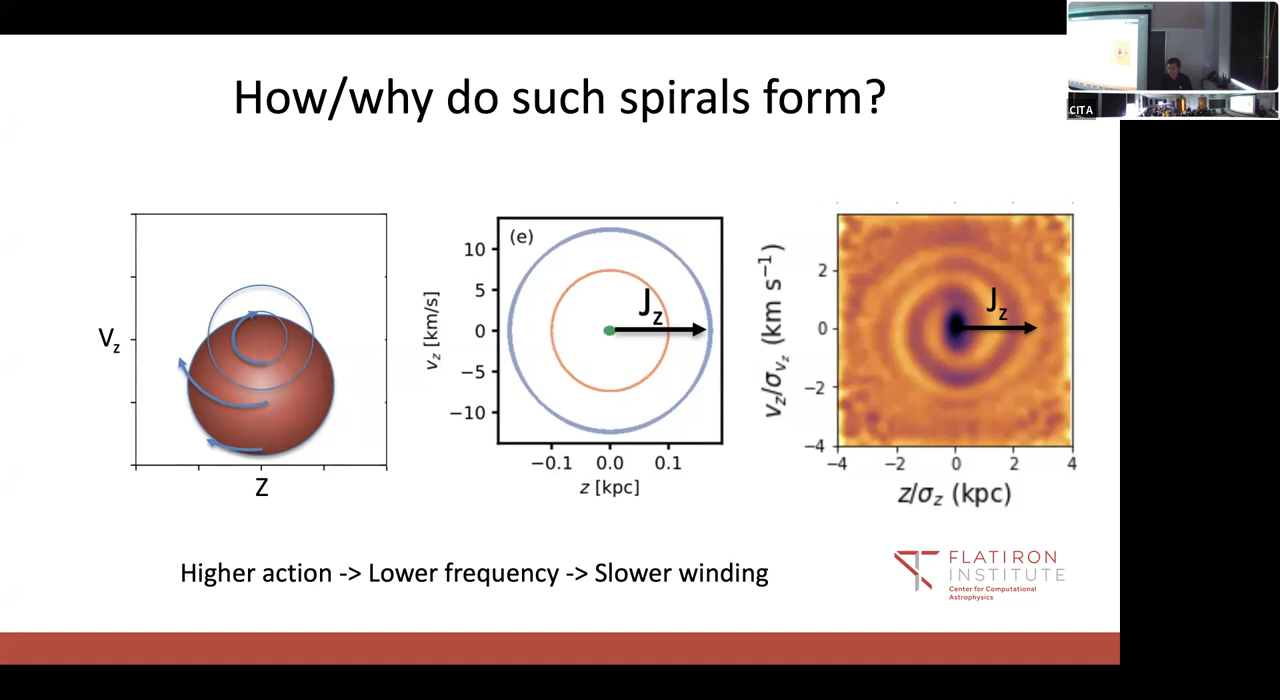 CITA
How/why do such spirals form?
Vz
Z
(e)
10
5
0
−5
−10
vz [km/s]
Jz
−0.1 0.0 0.1
z [kpc]
2
0
−2
−4
vz/σvz (km s−1)
Jz
−4 −2 0 2 4
z/σz (kpc)
Higher action -> Lower frequency -> Slower winding
FLATIRON
INSTITUTE
Center for Computational
Astrophysics